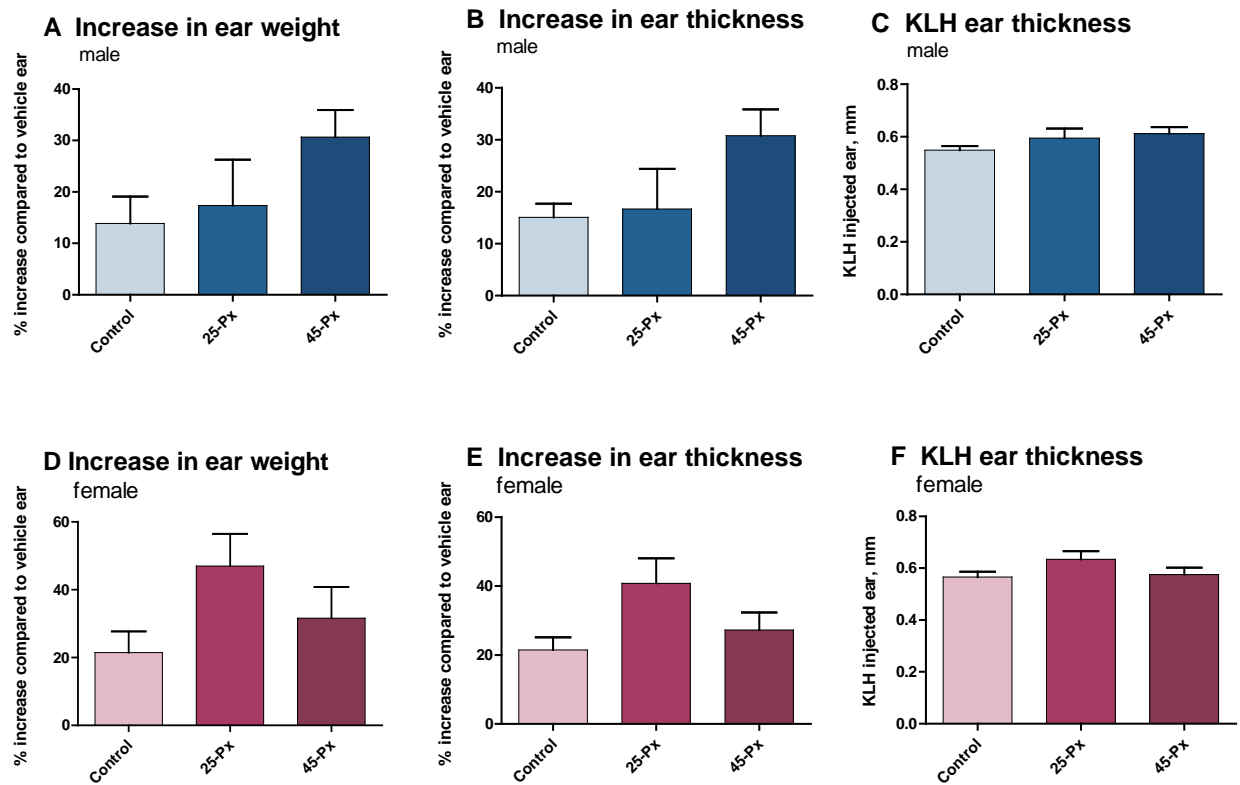 A Increase in ear weight
male
% increase compared to vehicle ear
40
30
20
10
0
Control
25-Px
45-Px
B Increase in ear thickness
male
% increase compared to vehicle ear
40
30
20
10
0
Control
25-Px
45-Px
C KLH ear thickness
male
KLH injected ear, mm
0.8
0.6
0.4
0.2
0.0
Control
25-Px
45-Px
D Increase in ear weight
female
% increase compared to vehicle ear
60
40
20
0
Control
25-Px
45-Px
E Increase in ear thickness
female
% increase compared to vehicle ear
60
40
20
0
Control
25-Px
45-Px
F KLH ear thickness
female
KLH injected ear, mm
0.8
0.6
0.4
0.2
0.0
Control
25-Px
45-Px